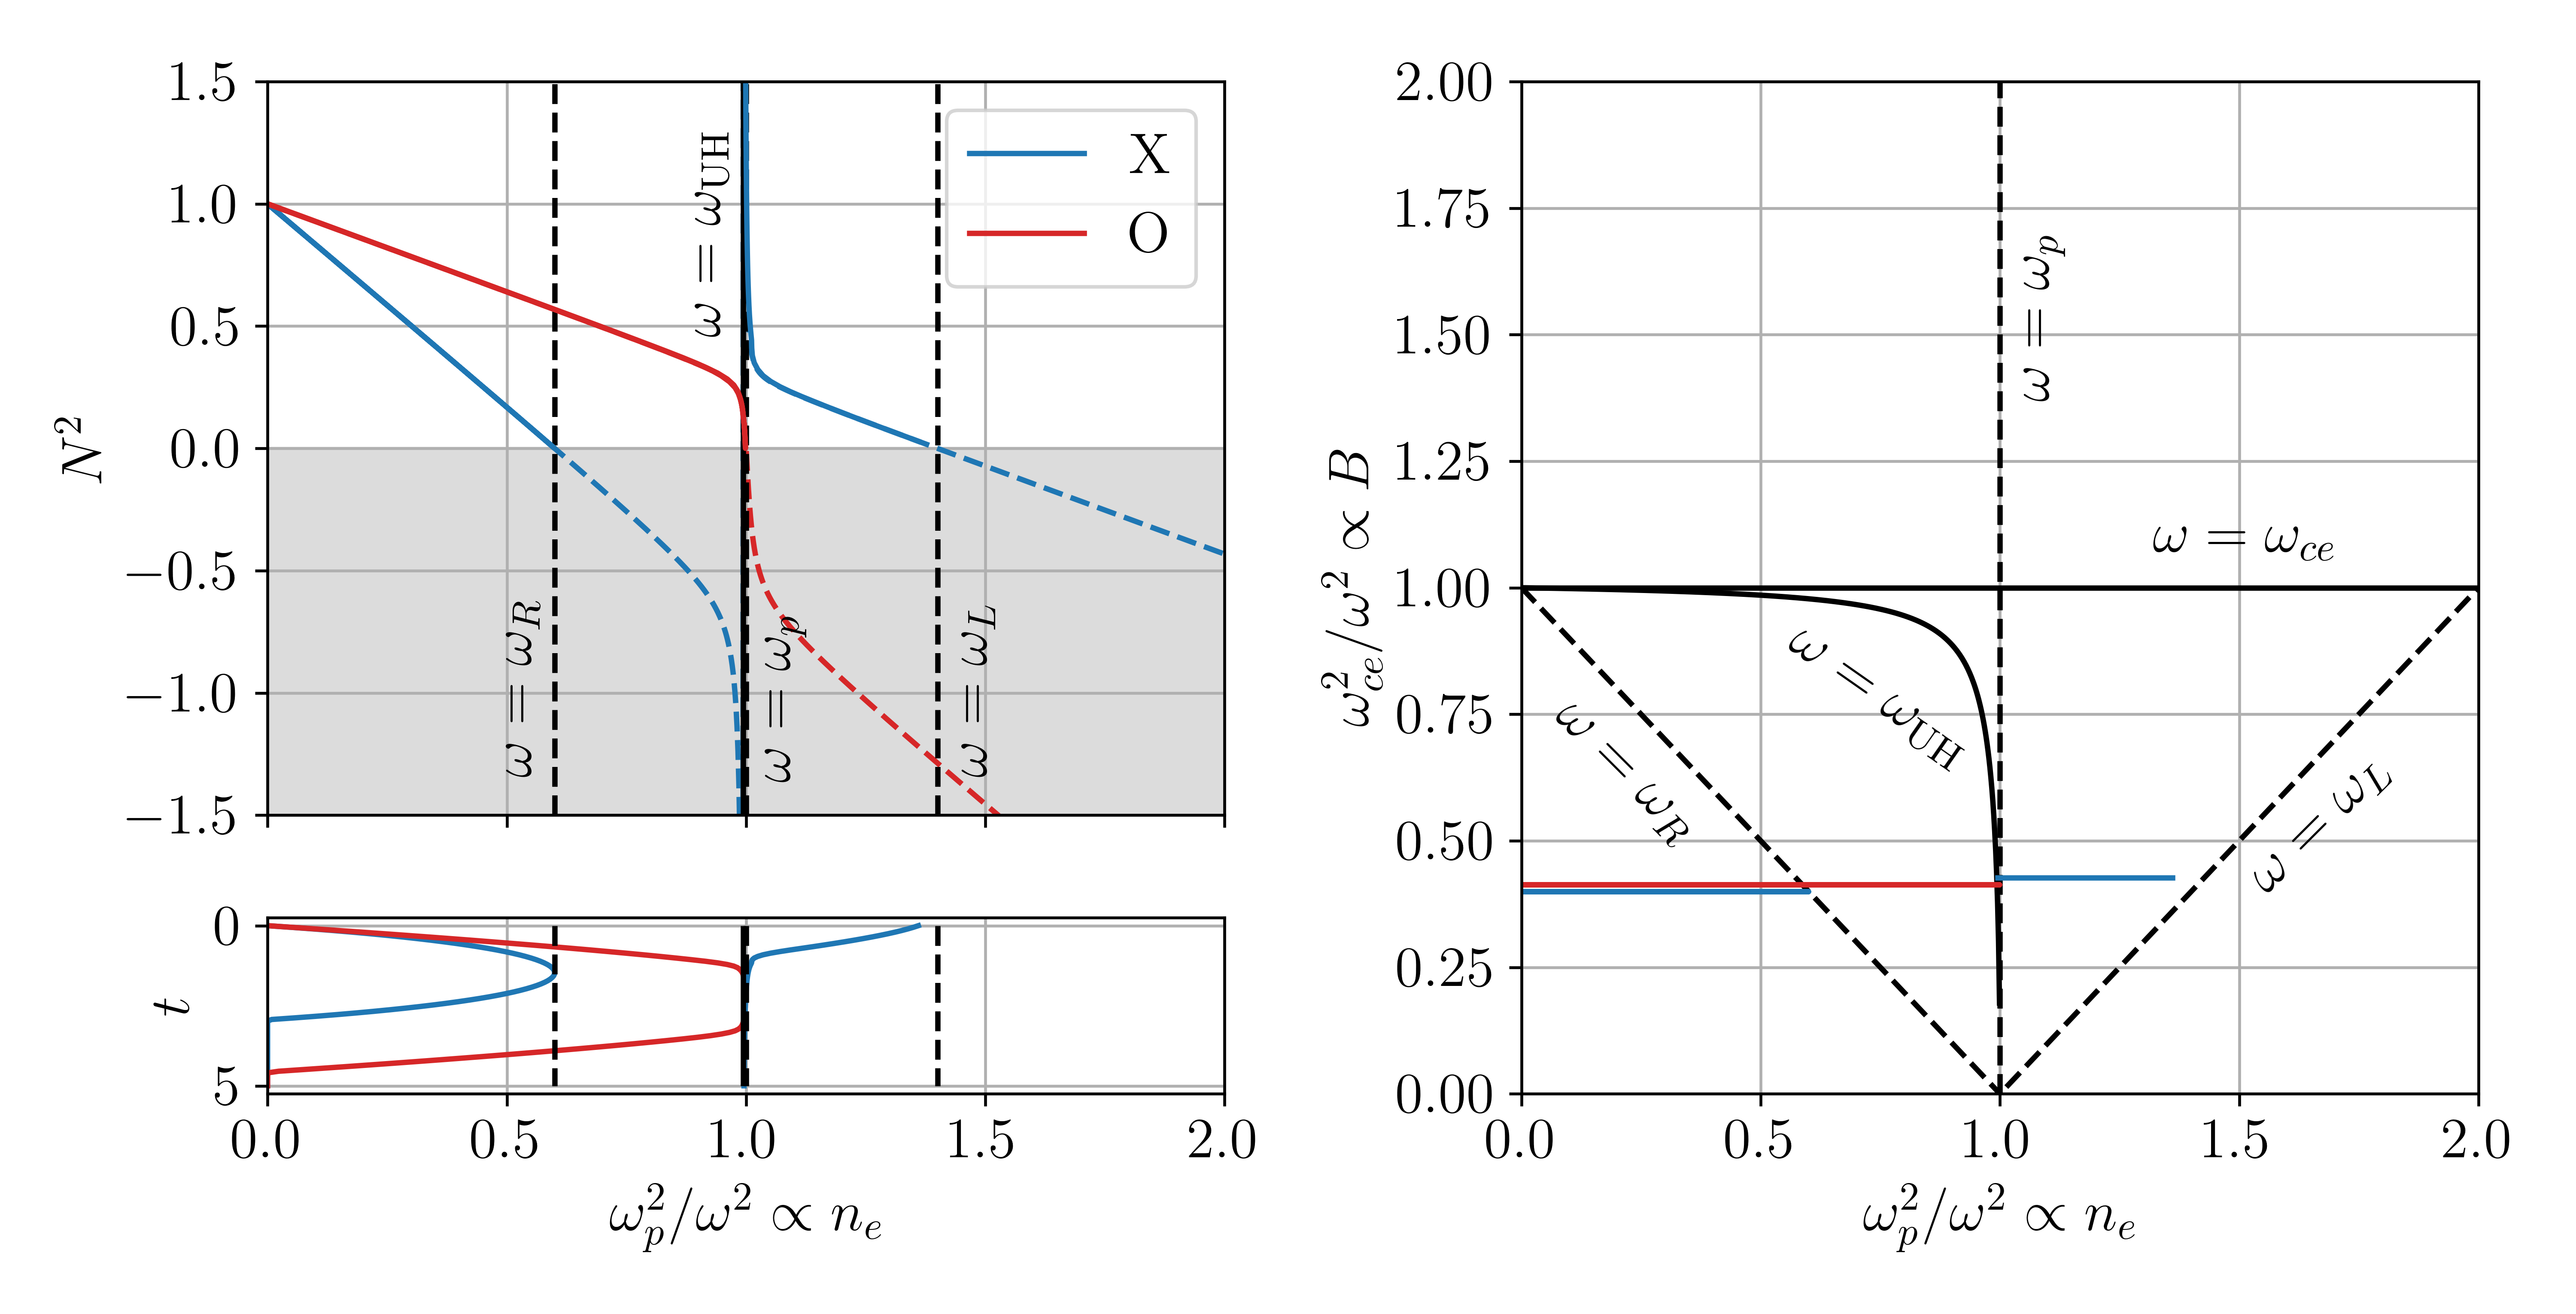 1.5
1.0
0.5
0.0
−0.5
−1.0
−1.5
N²
ω = ω_R
ω = ω_UH
ω = ω_p
ω = ω_L
X
O
0
5
t
0.0 0.5 1.0 1.5 2.0
ω_p²/ω² ∝ n_e
2.00
1.75
1.50
1.25
1.00
0.75
0.50
0.25
0.00
ω_ce²/ω² ∝ B
ω = ω_p
ω = ω_ce
ω = ω_UH
ω = ω_R
ω = ω_L
0.0 0.5 1.0 1.5 2.0
ω_p²/ω² ∝ n_e